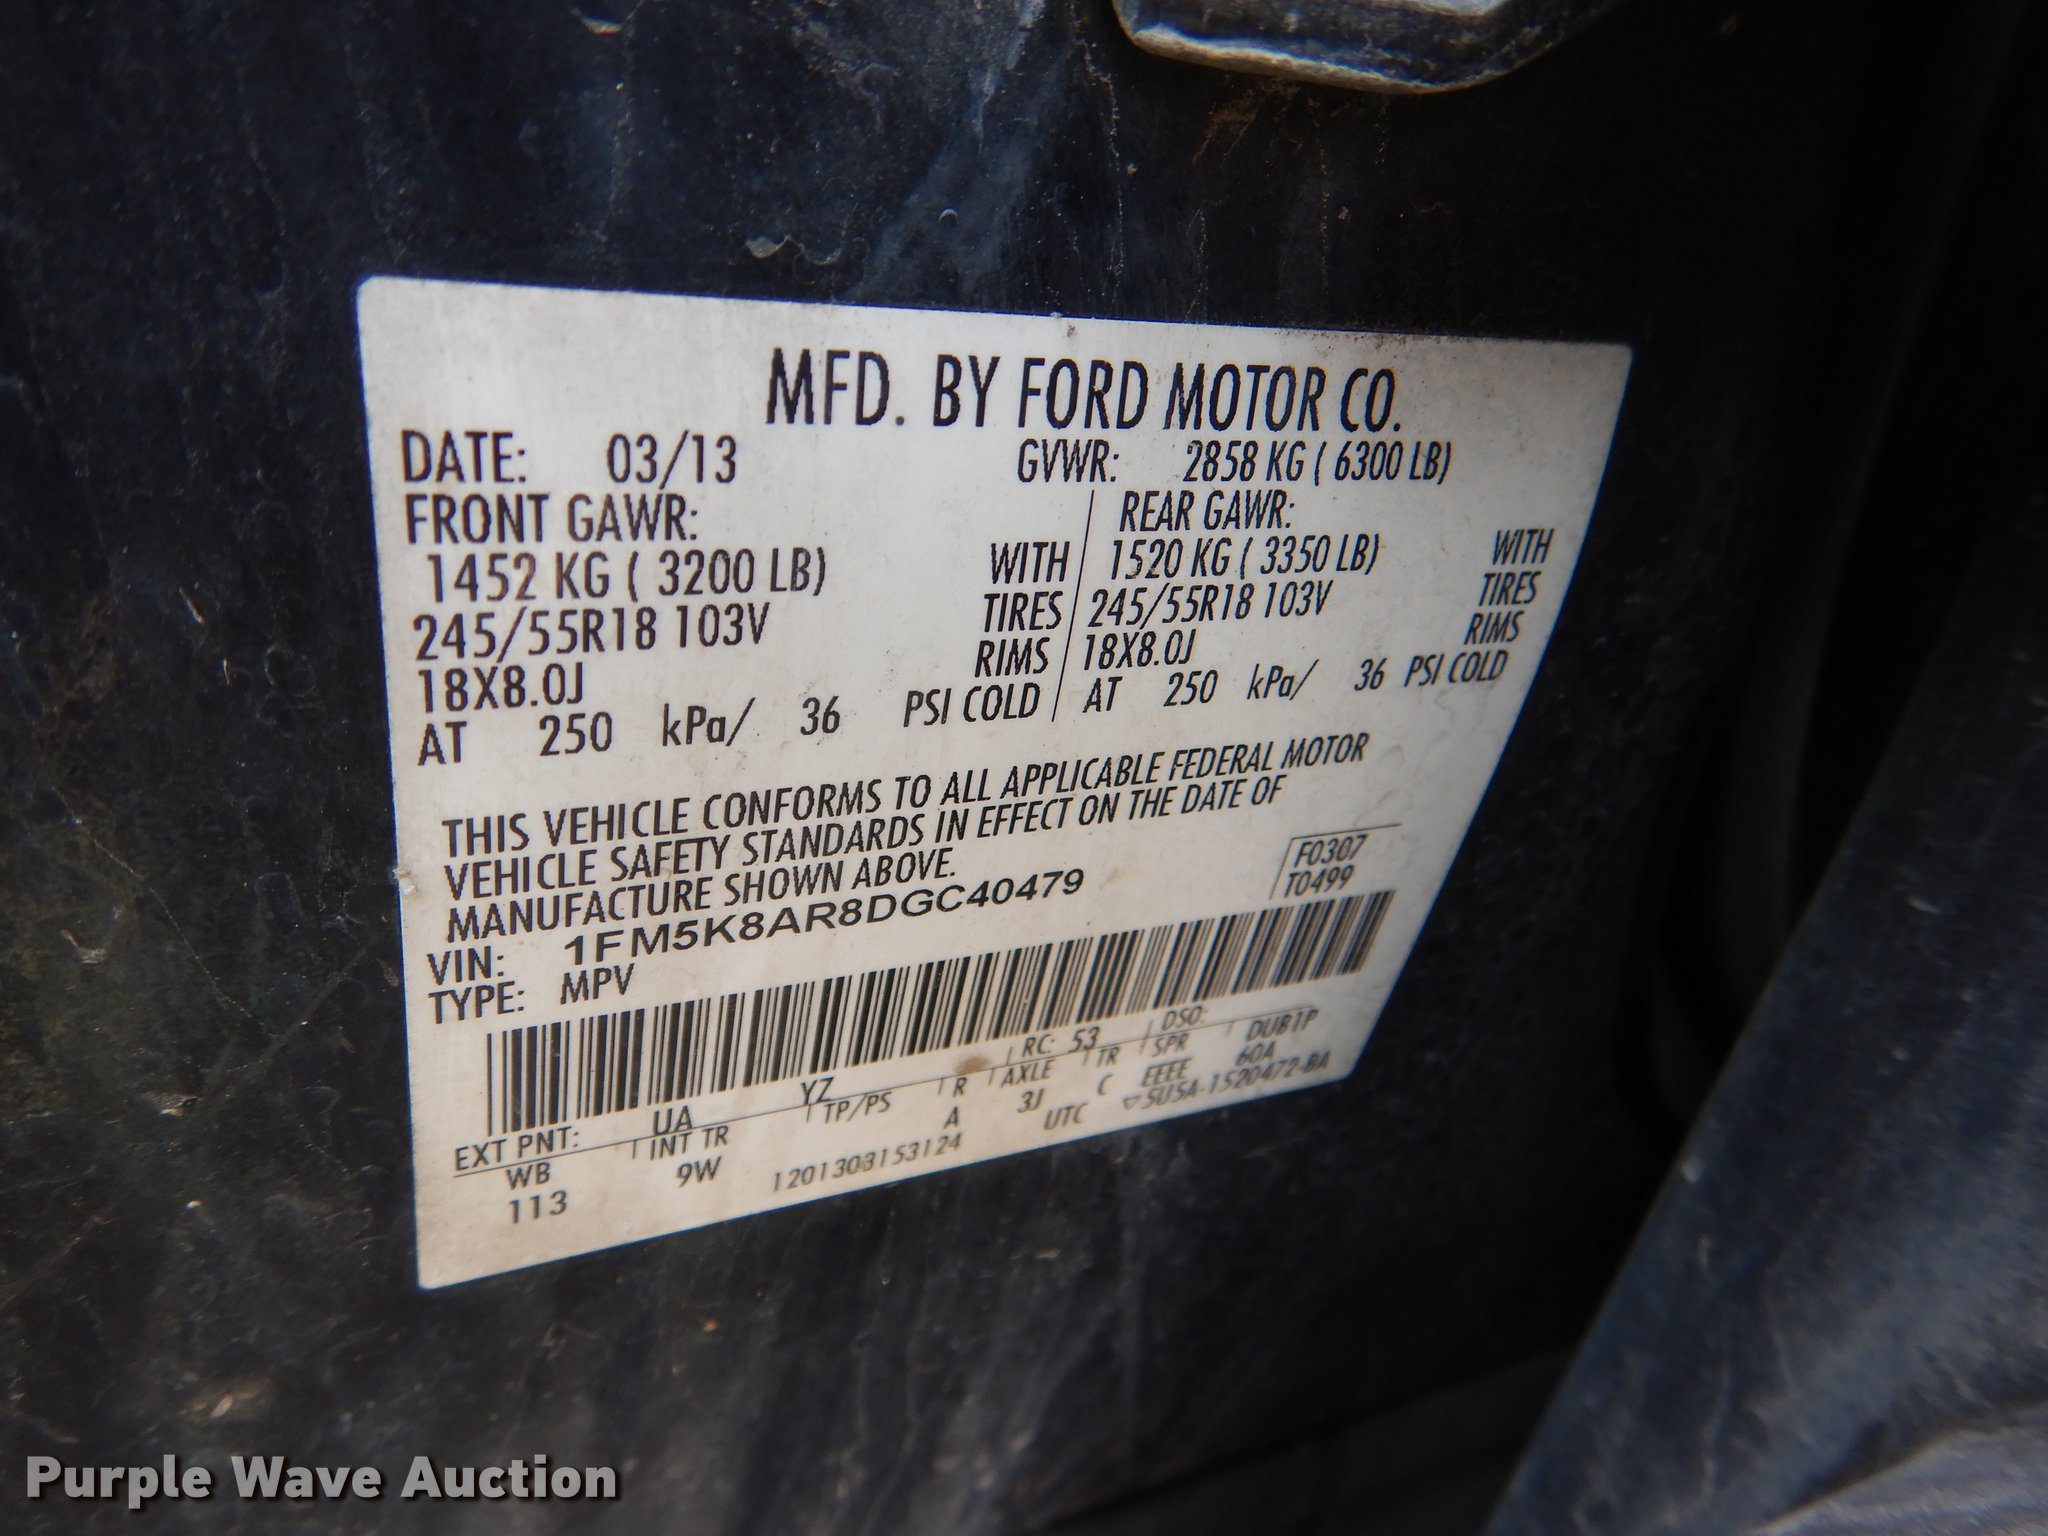 MFD. BY FORD MOTOR CO.
DATE: 03/13 GVWR: 2858 KG ( 6300 LB)
FRONT GAWR: REAR GAWR:
1452 KG ( 3200 LB) WITH 1520 KG ( 3350 LB) WITH
245/55R18 103V TIRES 245/55R18 103V TIRES
18X8.0J RIMS 18X8.0J RIMS
AT 250 kPa/ 36 PSI COLD AT 250 kPa/ 36 PSI COLD
THIS VEHICLE CONFORMS TO ALL APPLICABLE FEDERAL MOTOR
VEHICLE SAFETY STANDARDS IN EFFECT ON THE DATE OF
MANUFACTURE SHOWN ABOVE.
F0307
T0499
VIN: 1FM5K8AR8DGC40479
TYPE: MPV
EXT PNT: UA YZ RC: 53 DSO:
WB INT TR TP/PS R AXLE TR SPR DUB1P
113 9W A 3J C EEEE 60A
1201303153124 UTC ▽5USA-1520472-BA
Purple Wave Auction